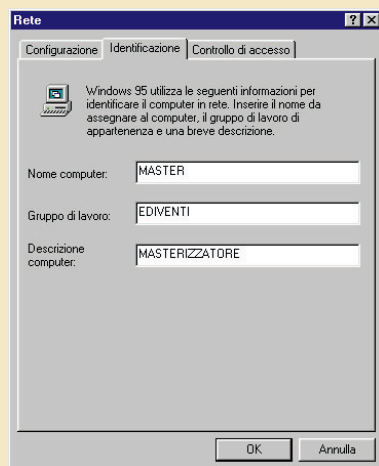 Rete
Configurazione Identificazione Controllo di accesso
Windows 95 utilizza le seguenti informazioni per
identificare il computer in rete. Inserire il nome da
assegnare al computer, il gruppo di lavoro di
appartenenza e una breve descrizione.
Nome computer: MASTER
Gruppo di lavoro: EDIVENTI
Descrizione
computer: MASTERIZZATORE
OK Annulla